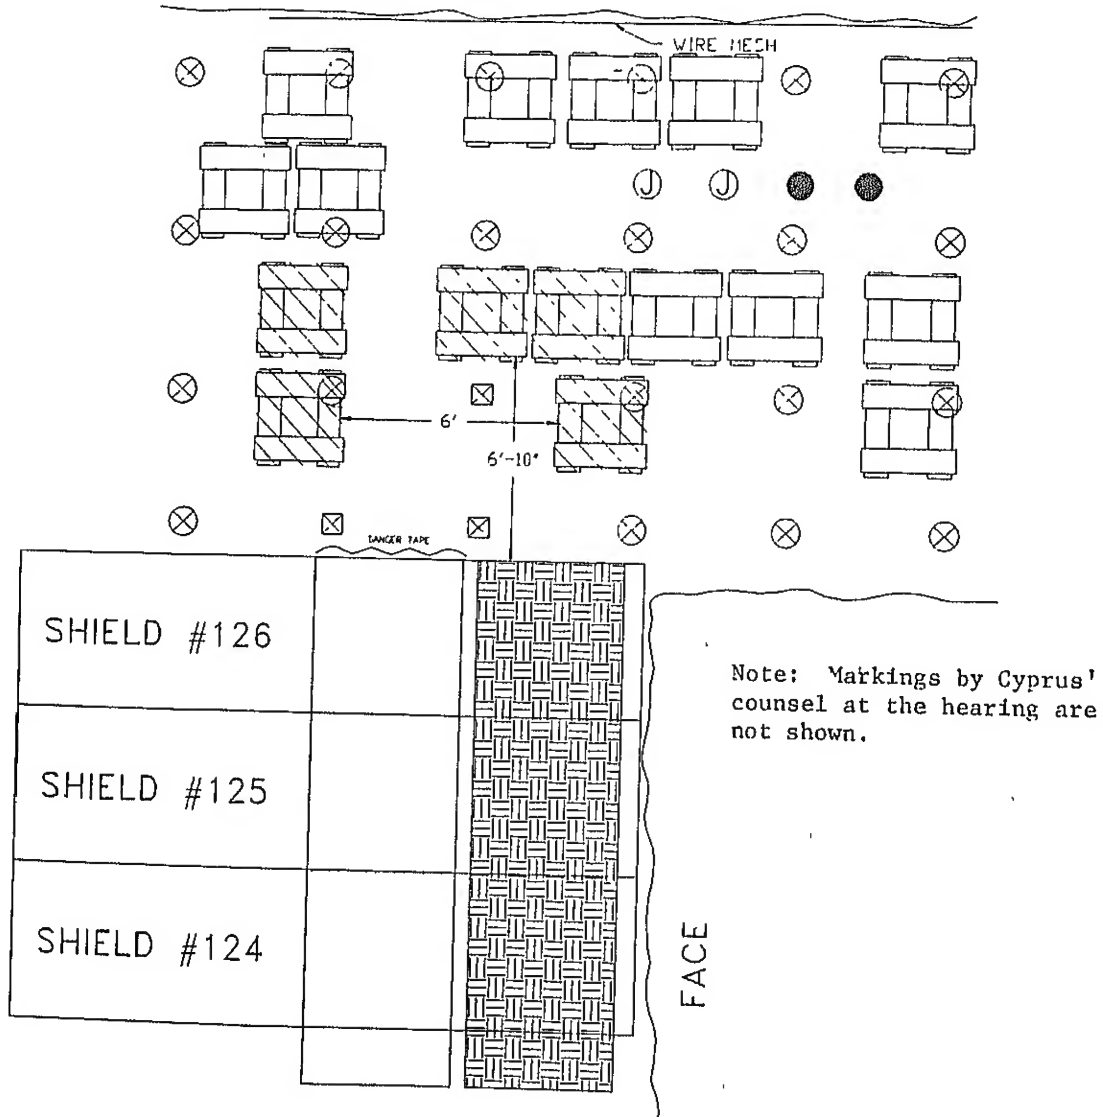 WIRE MESH
J J
6'
6'-10"
DANGER TAPE
SHIELD #126
Note: Markings by Cyprus'
counsel at the hearing are
not shown.
SHIELD #125
SHIELD #124
FACE